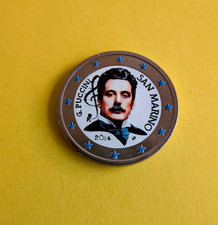 G. PUCCINI
SAN MARINO
2014